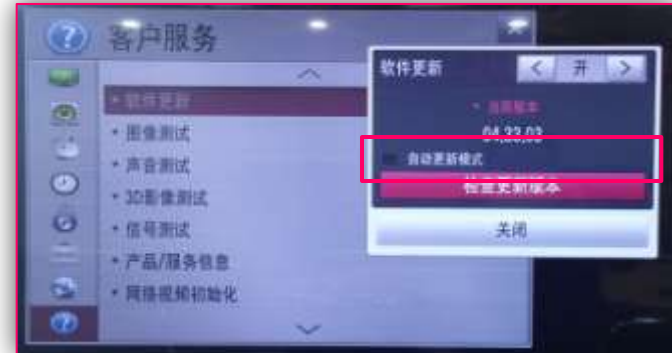 客户服务
软件更新
图像测试
声音测试
3D影像测试
信号测试
产品/服务信息
网络视频初始化
软件更新
< 开 >
当前版本
04.33.03
自动更新模式
检查更新版本
关闭